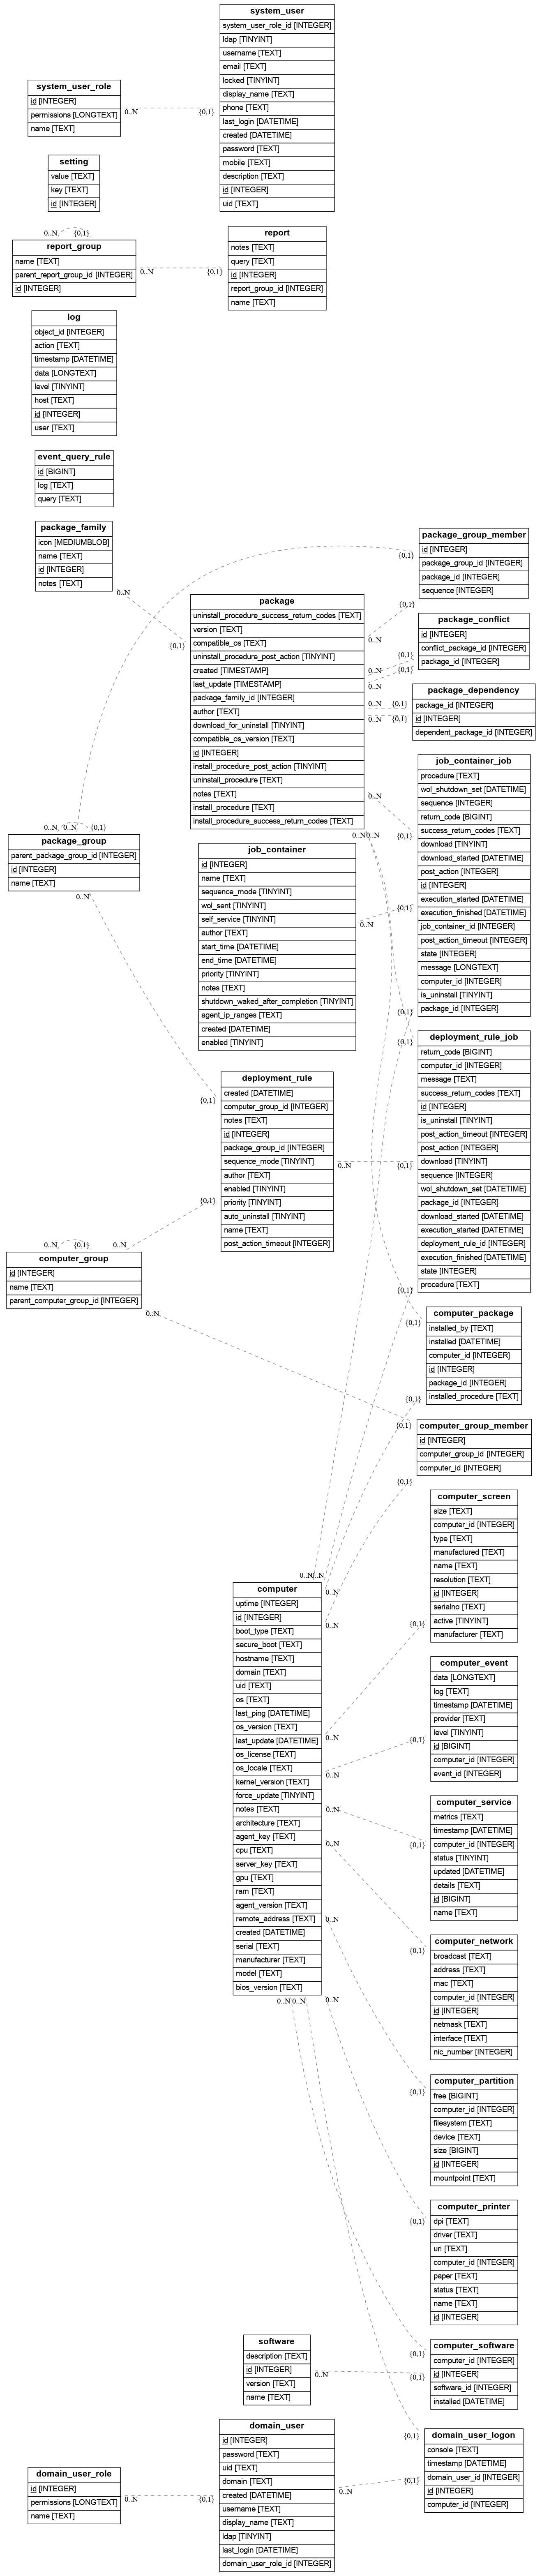 system_user
system_user_role_id [INTEGER]
ldap [TINYINT]
username [TEXT]
email [TEXT]
locked [TINYINT]
display_name [TEXT]
phone [TEXT]
last_login [DATETIME]
created [DATETIME]
password [TEXT]
mobile [TEXT]
description [TEXT]
id [INTEGER]
uid [TEXT]
system_user_role
id [INTEGER]
permissions [LONGTEXT]
name [TEXT]
0..N
{0,1}
setting
value [TEXT]
key [TEXT]
id [INTEGER]
0..N
{0,1}
report_group
name [TEXT]
parent_report_group_id [INTEGER]
id [INTEGER]
0..N
{0,1}
report
notes [TEXT]
query [TEXT]
id [INTEGER]
report_group_id [INTEGER]
name [TEXT]
log
object_id [INTEGER]
action [TEXT]
timestamp [DATETIME]
data [LONGTEXT]
level [TINYINT]
host [TEXT]
id [INTEGER]
user [TEXT]
event_query_rule
id [BIGINT]
log [TEXT]
query [TEXT]
package_family
icon [MEDIUMBLOB]
name [TEXT]
id [INTEGER]
notes [TEXT]
0..N
{0,1}
package
uninstall_procedure_success_return_codes [TEXT]
version [TEXT]
compatible_os [TEXT]
uninstall_procedure_post_action [TINYINT]
created [TIMESTAMP]
last_update [TIMESTAMP]
package_family_id [INTEGER]
author [TEXT]
download_for_uninstall [TINYINT]
compatible_os_version [TEXT]
id [INTEGER]
install_procedure_post_action [TINYINT]
uninstall_procedure [TEXT]
notes [TEXT]
install_procedure [TEXT]
install_procedure_success_return_codes [TEXT]
0..N
0..N
0..N
0..N
0..N
0..N
0..N
0..N
package_group_member
id [INTEGER]
package_group_id [INTEGER]
package_id [INTEGER]
sequence [INTEGER]
{0,1}
{0,1}
package_conflict
id [INTEGER]
conflict_package_id [INTEGER]
package_id [INTEGER]
{0,1}
{0,1}
package_dependency
package_id [INTEGER]
id [INTEGER]
dependent_package_id [INTEGER]
{0,1}
{0,1}
job_container_job
procedure [TEXT]
wol_shutdown_set [DATETIME]
sequence [INTEGER]
return_code [BIGINT]
success_return_codes [TEXT]
download [TINYINT]
download_started [DATETIME]
post_action [INTEGER]
id [INTEGER]
execution_started [DATETIME]
execution_finished [DATETIME]
job_container_id [INTEGER]
post_action_timeout [INTEGER]
state [INTEGER]
message [LONGTEXT]
computer_id [INTEGER]
is_uninstall [TINYINT]
package_id [INTEGER]
{0,1}
{0,1}
{0,1}
0..N
0..N
{0,1}
package_group
parent_package_group_id [INTEGER]
id [INTEGER]
name [TEXT]
0..N
job_container
id [INTEGER]
name [TEXT]
sequence_mode [TINYINT]
wol_sent [TINYINT]
self_service [TINYINT]
author [TEXT]
start_time [DATETIME]
end_time [DATETIME]
priority [TINYINT]
notes [TEXT]
shutdown_waked_after_completion [TINYINT]
agent_ip_ranges [TEXT]
created [DATETIME]
enabled [TINYINT]
0..N
deployment_rule_job
return_code [BIGINT]
computer_id [INTEGER]
message [TEXT]
success_return_codes [TEXT]
id [INTEGER]
is_uninstall [TINYINT]
post_action_timeout [INTEGER]
post_action [INTEGER]
download [TINYINT]
sequence [INTEGER]
wol_shutdown_set [DATETIME]
package_id [INTEGER]
download_started [DATETIME]
execution_started [DATETIME]
deployment_rule_id [INTEGER]
execution_finished [DATETIME]
state [INTEGER]
procedure [TEXT]
{0,1}
{0,1}
{0,1}
deployment_rule
created [DATETIME]
computer_group_id [INTEGER]
notes [TEXT]
id [INTEGER]
package_group_id [INTEGER]
sequence_mode [TINYINT]
author [TEXT]
enabled [TINYINT]
priority [TINYINT]
auto_uninstall [TINYINT]
name [TEXT]
post_action_timeout [INTEGER]
{0,1}
{0,1}
0..N
0..N
{0,1}
0..N
computer_group
id [INTEGER]
name [TEXT]
parent_computer_group_id [INTEGER]
0..N
computer_package
installed_by [TEXT]
installed [DATETIME]
computer_id [INTEGER]
id [INTEGER]
package_id [INTEGER]
installed_procedure [TEXT]
{0,1}
{0,1}
computer_group_member
id [INTEGER]
computer_group_id [INTEGER]
computer_id [INTEGER]
{0,1}
{0,1}
computer_screen
size [TEXT]
computer_id [INTEGER]
type [TEXT]
manufactured [TEXT]
name [TEXT]
resolution [TEXT]
id [INTEGER]
serialno [TEXT]
active [TINYINT]
manufacturer [TEXT]
{0,1}
0..N
0..N
0..N
0..N
computer
uptime [INTEGER]
id [INTEGER]
boot_type [TEXT]
secure_boot [TEXT]
hostname [TEXT]
domain [TEXT]
uid [TEXT]
os [TEXT]
last_ping [DATETIME]
os_version [TEXT]
last_update [DATETIME]
os_license [TEXT]
os_locale [TEXT]
kernel_version [TEXT]
force_update [TINYINT]
notes [TEXT]
architecture [TEXT]
agent_key [TEXT]
cpu [TEXT]
server_key [TEXT]
gpu [TEXT]
ram [TEXT]
agent_version [TEXT]
remote_address [TEXT]
created [DATETIME]
serial [TEXT]
manufacturer [TEXT]
model [TEXT]
bios_version [TEXT]
0..N
0..N
0..N
0..N
0..N
0..N
0..N
0..N
computer_event
data [LONGTEXT]
log [TEXT]
timestamp [DATETIME]
provider [TEXT]
level [TINYINT]
id [BIGINT]
computer_id [INTEGER]
event_id [INTEGER]
{0,1}
computer_service
metrics [TEXT]
timestamp [DATETIME]
computer_id [INTEGER]
status [TINYINT]
updated [DATETIME]
details [TEXT]
id [BIGINT]
name [TEXT]
{0,1}
computer_network
broadcast [TEXT]
address [TEXT]
mac [TEXT]
computer_id [INTEGER]
id [INTEGER]
netmask [TEXT]
interface [TEXT]
nic_number [INTEGER]
{0,1}
computer_partition
free [BIGINT]
computer_id [INTEGER]
filesystem [TEXT]
device [TEXT]
size [BIGINT]
id [INTEGER]
mountpoint [TEXT]
{0,1}
computer_printer
dpi [TEXT]
driver [TEXT]
uri [TEXT]
computer_id [INTEGER]
paper [TEXT]
status [TEXT]
name [TEXT]
id [INTEGER]
{0,1}
software
description [TEXT]
id [INTEGER]
version [TEXT]
name [TEXT]
0..N
computer_software
computer_id [INTEGER]
id [INTEGER]
software_id [INTEGER]
installed [DATETIME]
{0,1}
{0,1}
domain_user
id [INTEGER]
password [TEXT]
uid [TEXT]
domain [TEXT]
created [DATETIME]
username [TEXT]
display_name [TEXT]
ldap [TINYINT]
last_login [DATETIME]
domain_user_role_id [INTEGER]
0..N
domain_user_logon
console [TEXT]
timestamp [DATETIME]
domain_user_id [INTEGER]
id [INTEGER]
computer_id [INTEGER]
{0,1}
{0,1}
domain_user_role
id [INTEGER]
permissions [LONGTEXT]
name [TEXT]
0..N
{0,1}